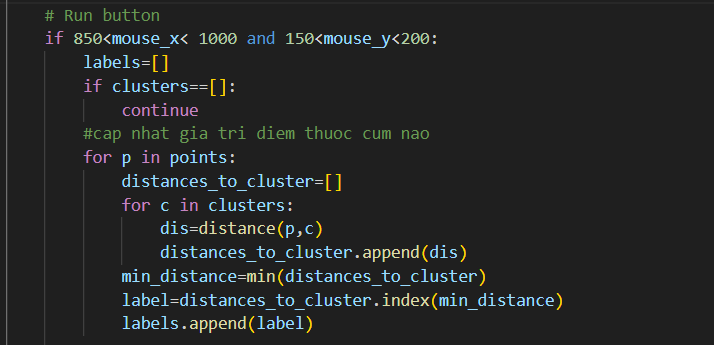 # Run button
if 850<mouse_x< 1000 and 150<mouse_y<200:
labels=[]
if clusters==[]:
continue
#cap nhat gia tri diem thuoc cum nao
for p in points:
distances_to_cluster=[]
for c in clusters:
dis=distance(p,c)
distances_to_cluster.append(dis)
min_distance=min(distances_to_cluster)
label=distances_to_cluster.index(min_distance)
labels.append(label)